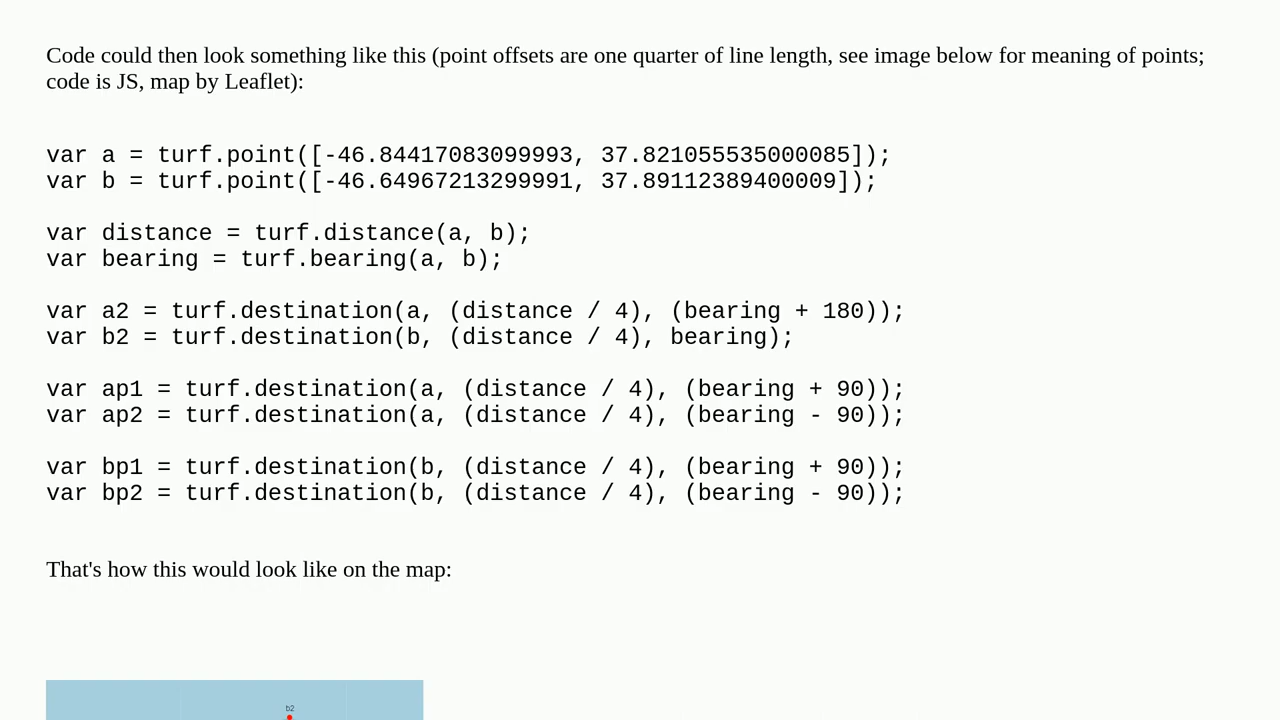 Code could then look something like this (point offsets are one quarter of line length, see image below for meaning of points;
code is JS, map by Leaflet):
var a = turf.point([-46.84417083099993, 37.821055535000085]);
var b = turf.point([-46.64967213299991, 37.89112389400009]);
var distance = turf.distance(a, b);
var bearing = turf.bearing(a, b);
var a2 = turf.destination(a, (distance / 4), (bearing + 180));
var b2 = turf.destination(b, (distance / 4), bearing);
var ap1 = turf.destination(a, (distance / 4), (bearing + 90));
var ap2 = turf.destination(a, (distance / 4), (bearing - 90));
var bp1 = turf.destination(b, (distance / 4), (bearing + 90));
var bp2 = turf.destination(b, (distance / 4), (bearing - 90));
That's how this would look like on the map:
b2